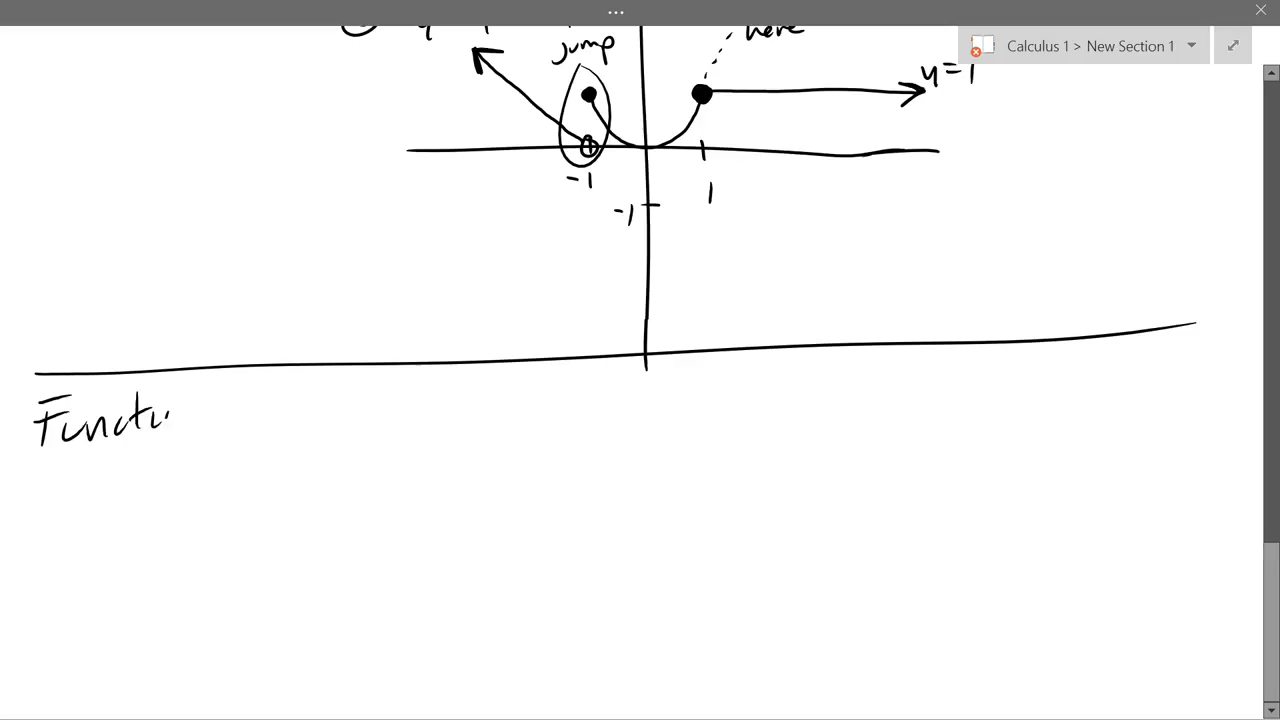 here
jump
Calculus 1 > New Section 1
y=1
-1
1
-1
Functi